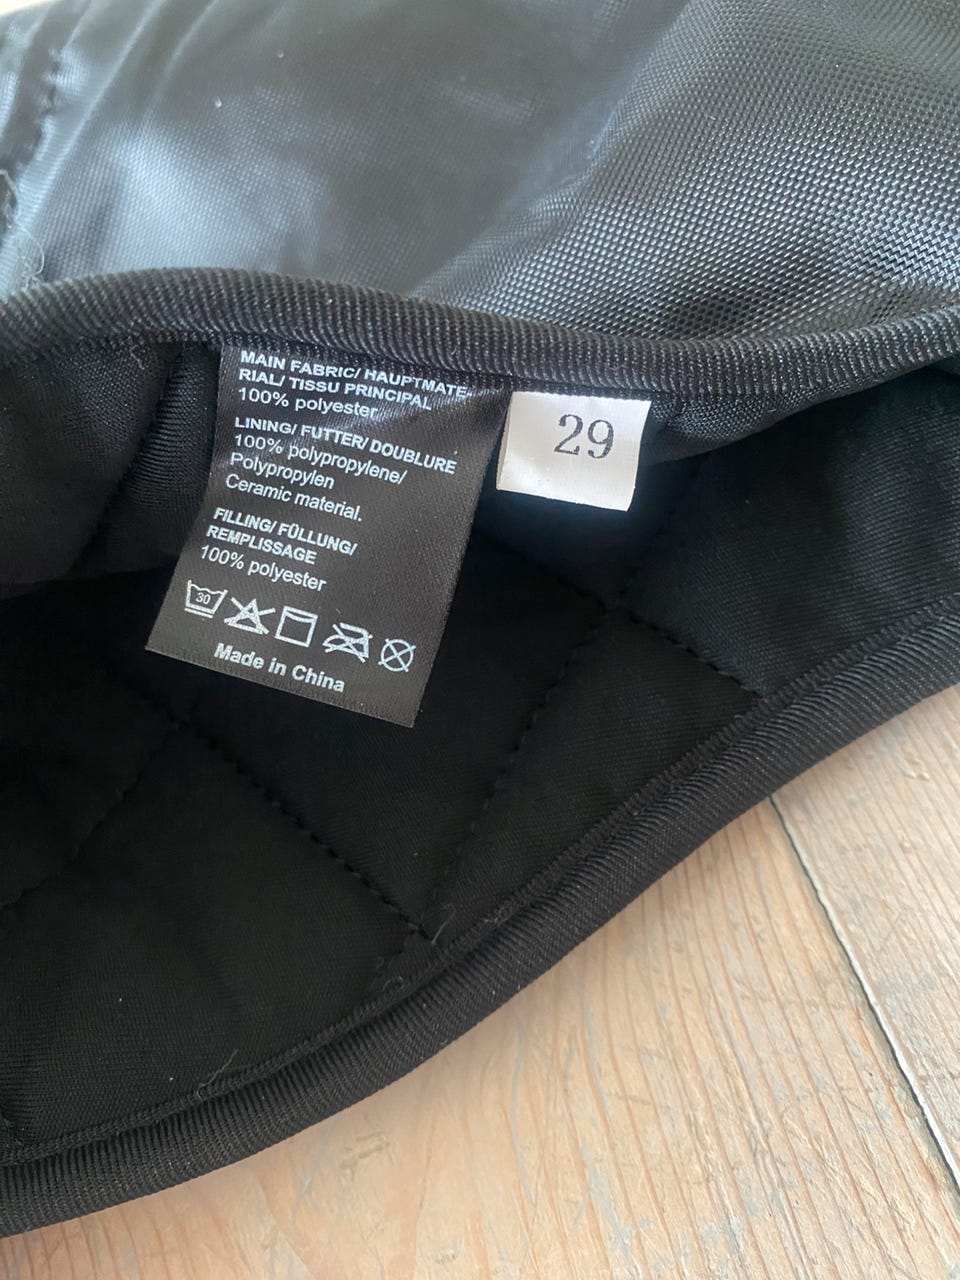 MAIN FABRIC/ HAUPTMATE-
RIAL/ TISSU PRINCIPAL
100% polyester
LINING/ FUTTER/ DOUBLURE
100% polypropylene/
Polypropylen
Ceramic material.
FILLING/ FÜLLUNG/
REMPLISSAGE
100% polyester
30
Made in China
29